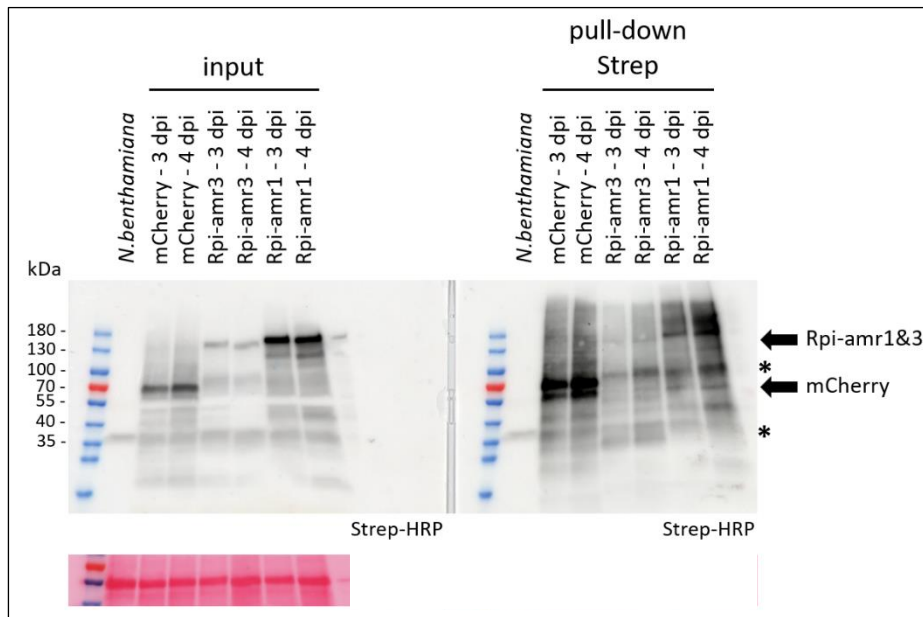 input
pull-down
Strep
N.benthamiana
mCherry - 3 dpi
mCherry - 4 dpi
Rpi-amr3 - 3 dpi
Rpi-amr3 - 4 dpi
Rpi-amr1 - 3 dpi
Rpi-amr1 - 4 dpi
N.benthamiana
mCherry - 3 dpi
mCherry - 4 dpi
Rpi-amr3 - 3 dpi
Rpi-amr3 - 4 dpi
Rpi-amr1 - 3 dpi
Rpi-amr1 - 4 dpi
kDa
180 -
130 -
100 -
70 -
55 -
40 -
35 -
Rpi-amr1&3
*
mCherry
*
Strep-HRP
Strep-HRP